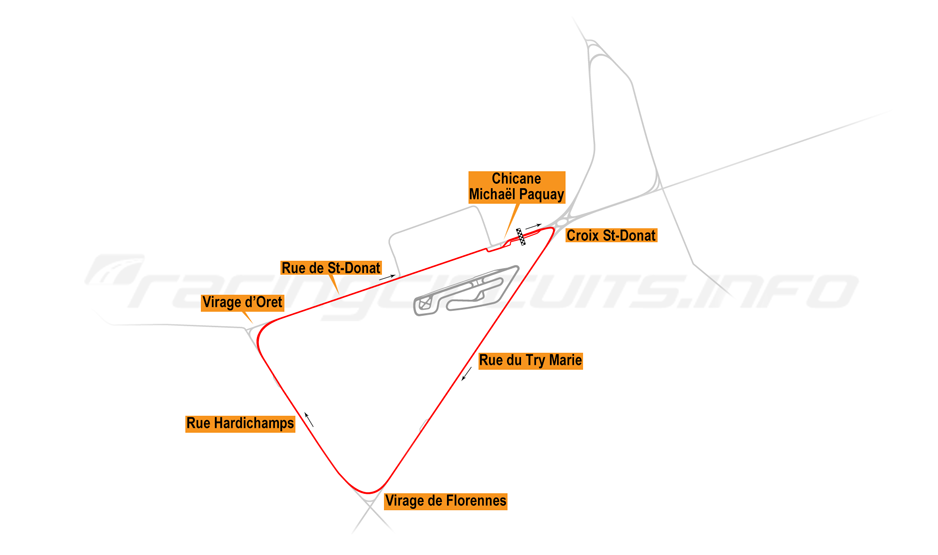 Chicane
Michaël Paquay
Croix St-Donat
Rue de St-Donat
Virage d'Oret
racingcircuits.info
Rue du Try Marie
Rue Hardichamps
Virage de Florennes